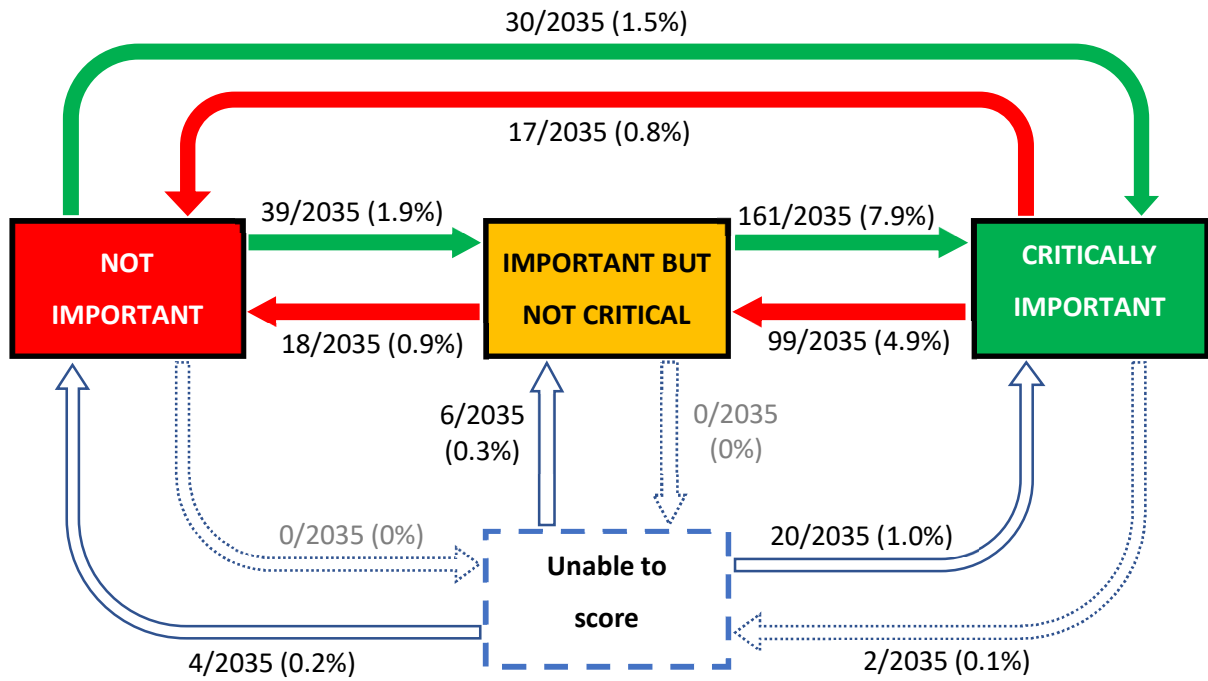 30/2035 (1.5%)
17/2035 (0.8%)
39/2035 (1.9%)
161/2035 (7.9%)
NOT
IMPORTANT
IMPORTANT BUT
NOT CRITICAL
CRITICALLY
IMPORTANT
18/2035 (0.9%)
99/2035 (4.9%)
6/2035
(0.3%)
0/2035
(0%)
0/2035 (0%)
20/2035 (1.0%)
Unable to
score
4/2035 (0.2%)
2/2035 (0.1%)